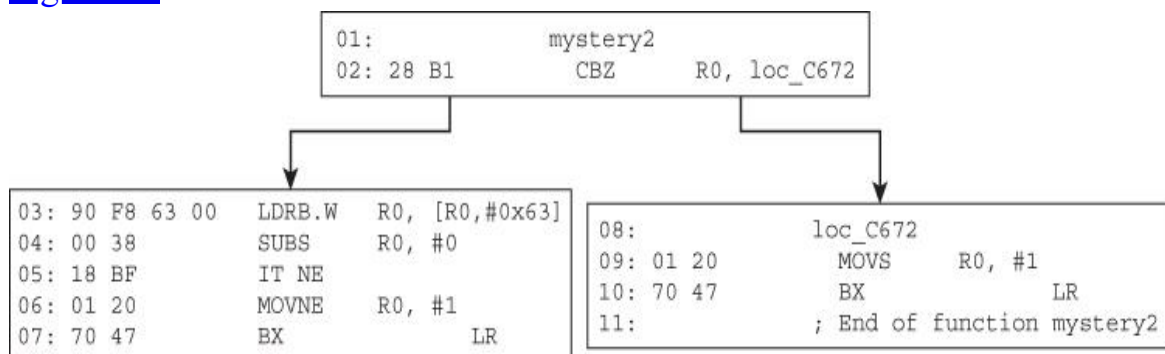 01: mystery2
02: 28 B1 CBZ R0, loc_C672
03: 90 F8 63 00 LDRB.W R0, [R0,#0x63]
04: 00 38 SUBS R0, #0
05: 18 BF IT NE
06: 01 20 MOVNE R0, #1
07: 70 47 BX LR
08: loc_C672
09: 01 20 MOVS R0, #1
10: 70 47 BX LR
11: ; End of function mystery2